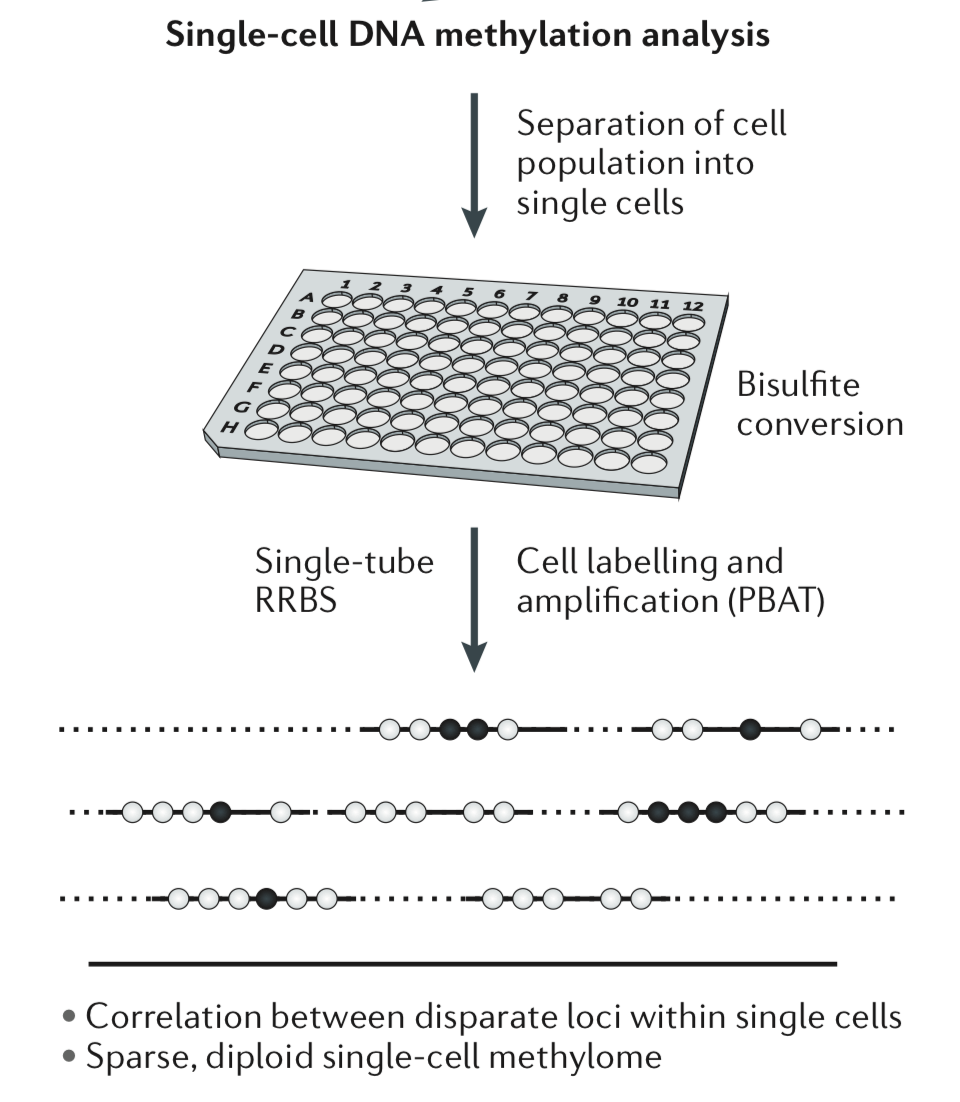 Single-cell DNA methylation analysis
Separation of cell
population into
single cells
1 2 3 4 5 6 7 8 9 10 11 12
A
B
C
D
E
F
G
H
Bisulfite
conversion
Single-tube
RRBS
Cell labelling and
amplification (PBAT)
• Correlation between disparate loci within single cells
• Sparse, diploid single-cell methylome